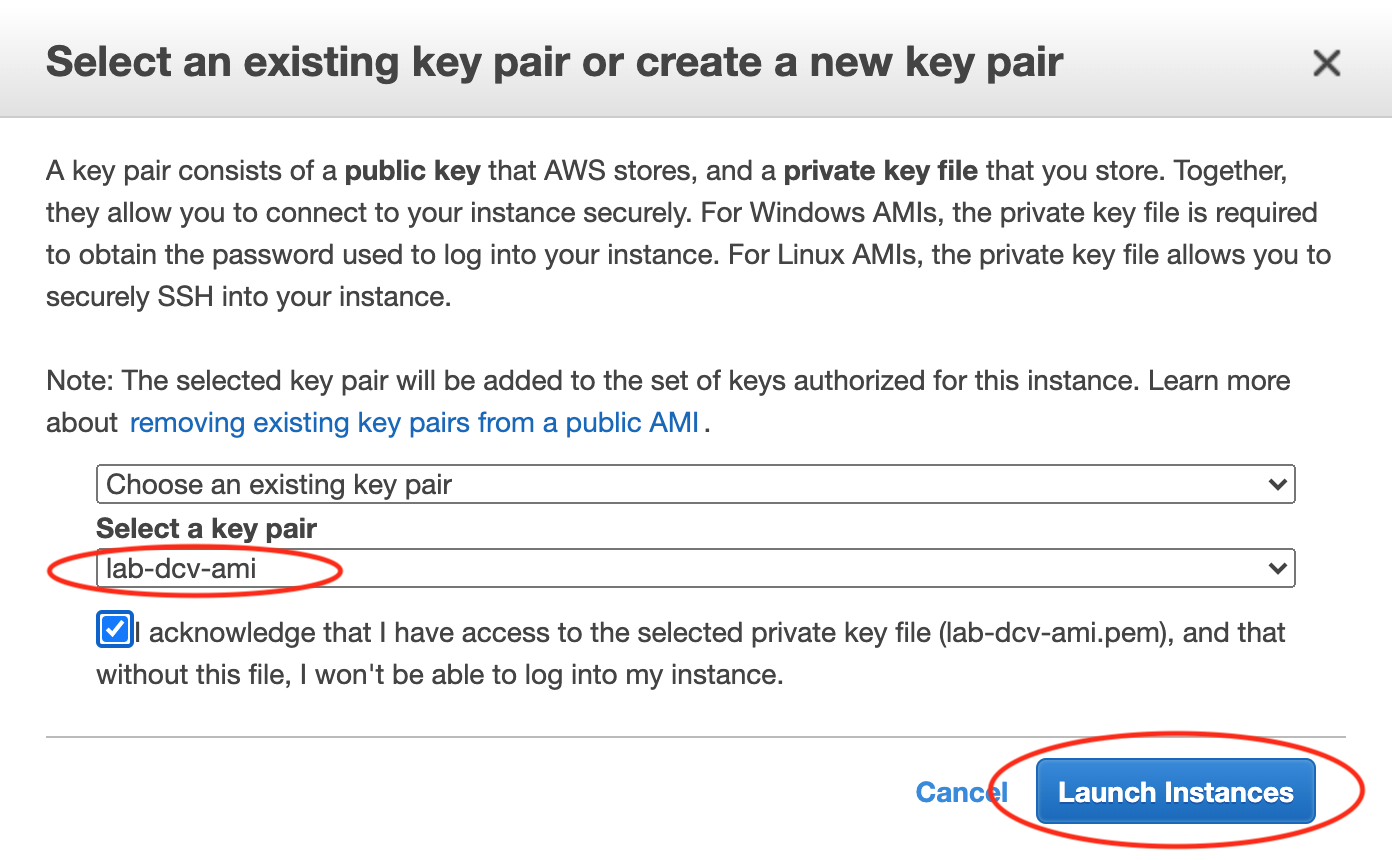 Select an existing key pair or create a new key pair
A key pair consists of a public key that AWS stores, and a private key file that you store. Together,
they allow you to connect to your instance securely. For Windows AMIs, the private key file is required
to obtain the password used to log into your instance. For Linux AMIs, the private key file allows you to
securely SSH into your instance.
Note: The selected key pair will be added to the set of keys authorized for this instance. Learn more
about removing existing key pairs from a public AMI .
Choose an existing key pair
Select a key pair
lab-dcv-ami
I acknowledge that I have access to the selected private key file (lab-dcv-ami.pem), and that
without this file, I won't be able to log into my instance.
Cancel Launch Instances